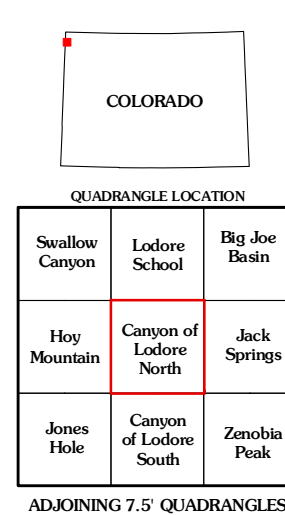 COLORADO
QUADRANGLE LOCATION
Swallow
Canyon
Lodore
School
Big Joe
Basin
Hoy
Mountain
Canyon of
Lodore
North
Jack
Springs
Jones
Hole
Canyon
of Lodore
South
Zenobia
Peak
ADJOINING 7.5' QUADRANGLES